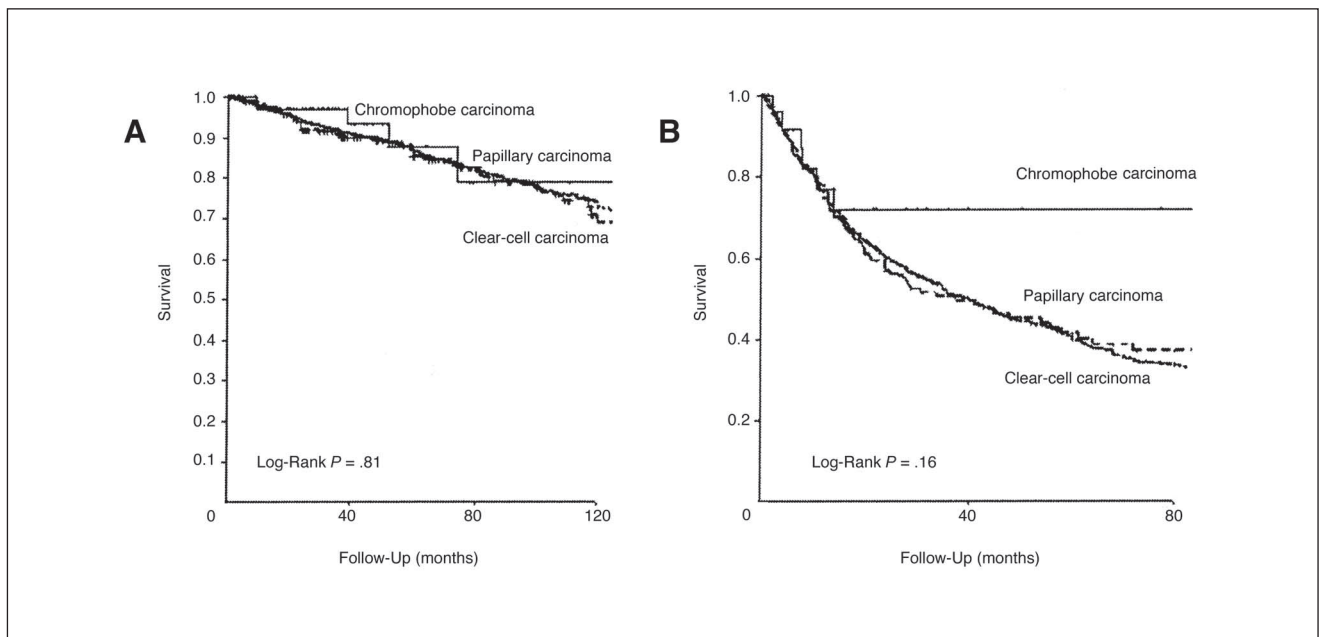 A
1.0
0.9
0.8
0.7
0.6
0.5
0.4
0.3
0.2
0.1
0
Survival
Chromophobe carcinoma
Papillary carcinoma
Clear-cell carcinoma
Log-Rank P = .81
40
80
120
Follow-Up (months)
B
1.0
0.8
0.6
0.4
0.2
0
Survival
Chromophobe carcinoma
Papillary carcinoma
Clear-cell carcinoma
Log-Rank P = .16
40
80
Follow-Up (months)